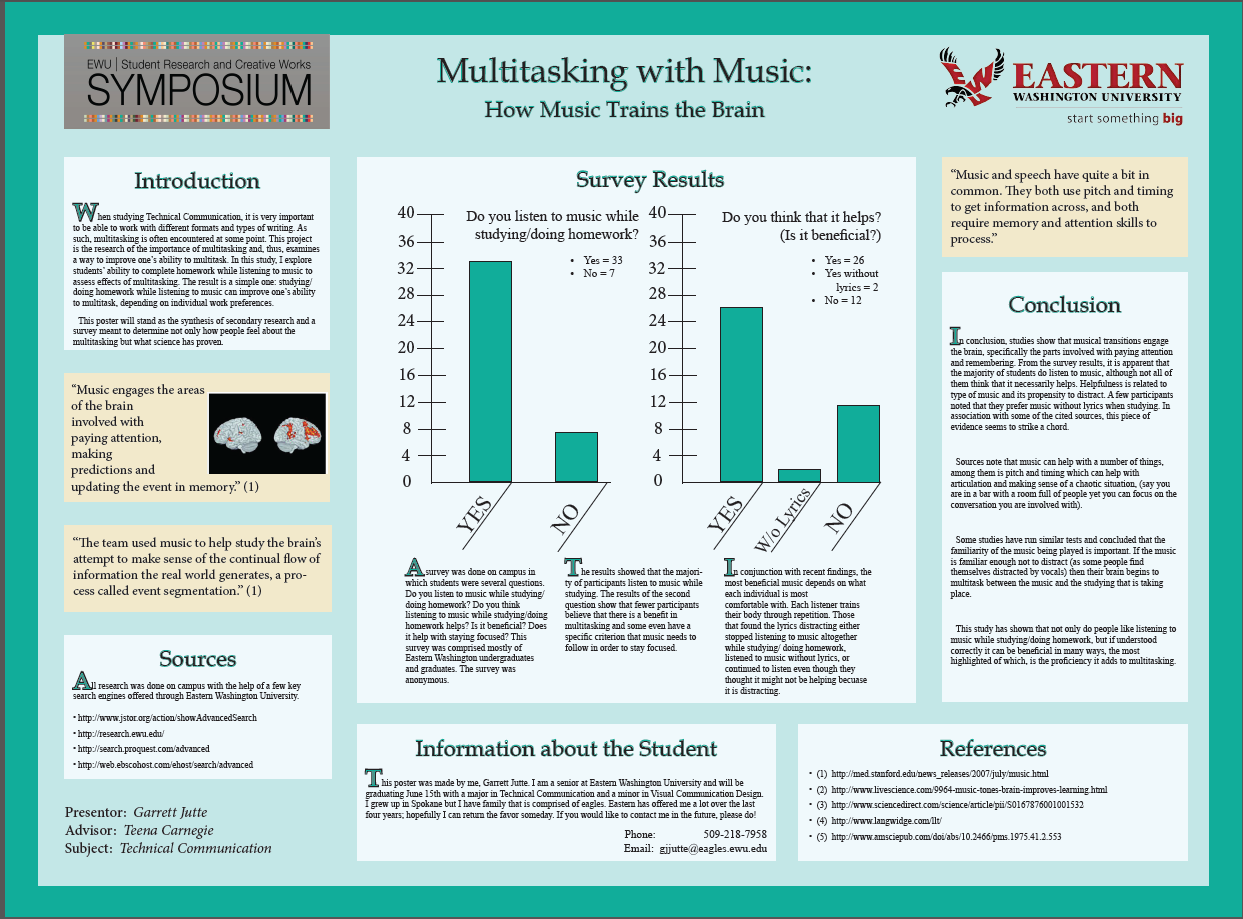 EWU | Student Research and Creative Works
SYMPOSIUM
Multitasking with Music:
How Music Trains the Brain
EASTERN
WASHINGTON UNIVERSITY
start something big
Introduction
When studying Technical Communication, it is very important
to be able to work with different formats and types of writing. As
such, multitasking is often encountered at some point. This project
is the research of the importance of multitasking and, thus, examines
a way to improve one's ability to multitask. In this study, I explore
students' ability to complete homework while listening to music to
assess effects of multitasking. The result is a simple one: studying/
doing homework while listening to music can improve one's ability
to multitask, depending on individual work preferences.
This poster will stand as the synthesis of secondary research and a
survey meant to determine not only how people feel about the
multitasking but what science has proven.
"Music engages the areas
of the brain
involved with
paying attention,
making
predictions and
updating the event in memory." (1)
"The team used music to help study the brain's
attempt to make sense of the continual flow of
information the real world generates, a pro-
cess called event segmentation." (1)
Sources
All research was done on campus with the help of a few key
search engines offered through Eastern Washington University.
• http://www.jstor.org/action/showAdvancedSearch
• http://research.ewu.edu/
• http://search.proquest.com/advanced
• http://web.ebscohost.com/ehost/search/advanced
Presentor: Garrett Jutte
Advisor: Teena Carnegie
Subject: Technical Communication
Survey Results
Do you listen to music while
studying/doing homework?
• Yes = 33
• No = 7
40
36
32
28
24
20
16
12
8
4
0
YES
NO
Do you think that it helps?
(Is it beneficial?)
• Yes = 26
• Yes without
lyrics = 2
• No = 12
40
36
32
28
24
20
16
12
8
4
0
YES
W/o Lyrics
NO
A survey was done on campus in
which students were several questions.
Do you listen to music while studying/
doing homework? Do you think
listening to music while studying/doing
homework helps? Is it beneficial? Does
it help with staying focused? This
survey was comprised mostly of
Eastern Washington undergraduates
and graduates. The survey was
anonymous.
The results showed that the majori-
ty of participants listen to music while
studying. The results of the second
question show that fewer participants
believe that there is a benefit in
multitasking and some even have a
specific criterion that music needs to
follow in order to stay focused.
In conjunction with recent findings, the
most beneficial music depends on what
each individual is most
comfortable with. Each listener trains
their body through repetition. Those
that found the lyrics distracting either
stopped listening to music altogether
while studying/ doing homework,
listened to music without lyrics, or
continued to listen even though they
thought it might not be helping becuase
it is distracting.
"Music and speech have quite a bit in
common. They both use pitch and timing
to get information across, and both
require memory and attention skills to
process."
Conclusion
In conclusion, studies show that musical transitions engage
the brain, specifically the parts involved with paying attention
and remembering. From the survey results, it is apparent that
the majority of students do listen to music, although not all of
them think that it necessarily helps. Helpfulness is related to
type of music and its propensity to distract. A few participants
noted that they prefer music without lyrics when studying. In
association with some of the cited sources, this piece of
evidence seems to strike a chord.
Sources note that music can help with a number of things,
among them is pitch and timing which can help with
articulation and making sense of a chaotic situation, (say you
are in a bar with a room full of people yet you can focus on the
conversation you are involved with).
Some studies have run similar tests and concluded that the
familiarity of the music being played is important. If the music
is familiar enough not to distract (as some people find
themselves distracted by vocals) then their brain begins to
multitask between the music and the studying that is taking
place.
This study has shown that not only do people like listening to
music while studying/doing homework, but if understood
correctly it can be beneficial in many ways, the most
highlighted of which, is the proficiency it adds to multitasking.
Information about the Student
This poster was made by me, Garrett Jutte. I am a senior at Eastern Washington University and will be
graduating June 15th with a major in Technical Communication and a minor in Visual Communication Design.
I grew up in Spokane but I have family that is comprised of eagles. Eastern has offered me a lot over the last
four years; hopefully I can return the favor someday. If you would like to contact me in the future, please do!
Phone: 509-218-7958
Email: gjjutte@eagles.ewu.edu
References
• (1) http://med.stanford.edu/news_releases/2007/july/music.html
• (2) http://www.livescience.com/9964-music-tones-brain-improves-learning.html
• (3) http://www.sciencedirect.com/science/article/pii/S0167876001001532
• (4) http://www.langwidge.com/llt/
• (5) http://www.amsciepub.com/doi/abs/10.2466/pms.1975.41.2.553